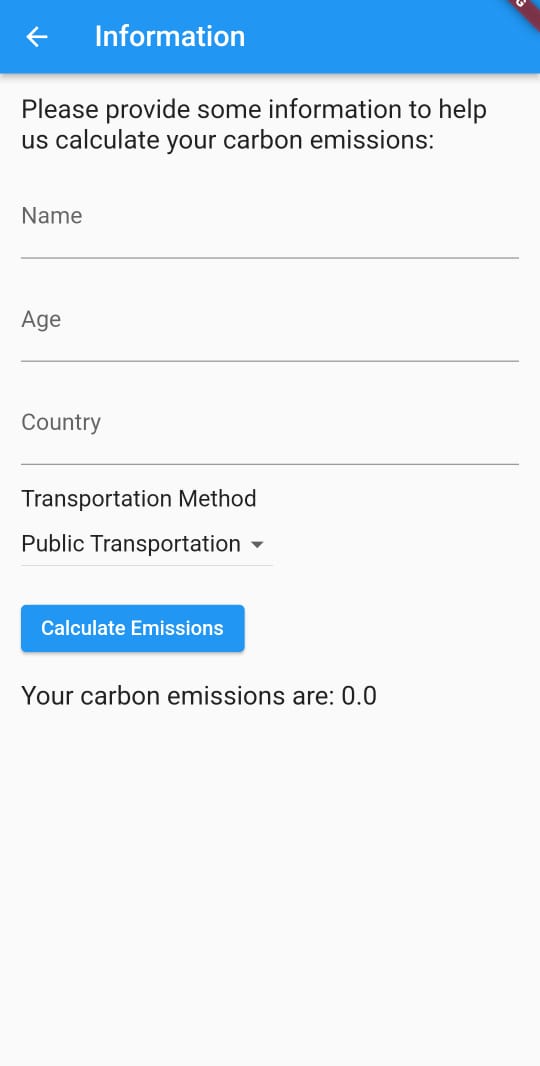 Information
Please provide some information to help
us calculate your carbon emissions:
Name
Age
Country
Transportation Method
Public Transportation
Calculate Emissions
Your carbon emissions are: 0.0